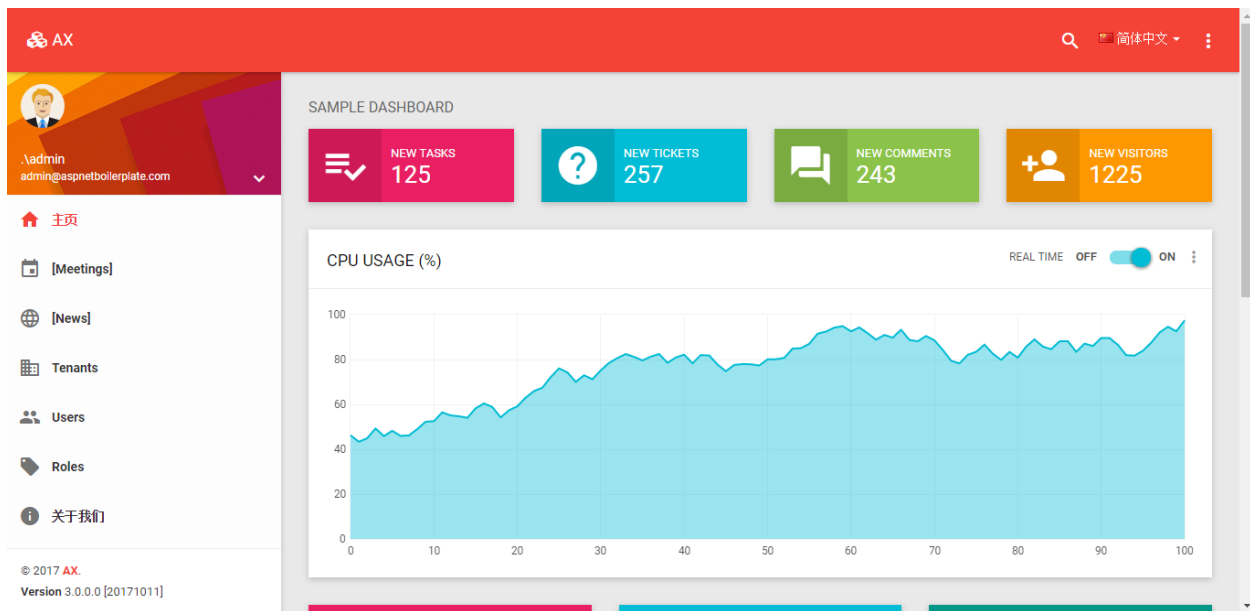 AX
简体中文
.\admin
admin@aspnetboilerplate.com
主页
[Meetings]
[News]
Tenants
Users
Roles
关于我们
© 2017 AX.
Version 3.0.0.0 [20171011]
SAMPLE DASHBOARD
NEW TASKS
125
NEW TICKETS
257
NEW COMMENTS
243
NEW VISITORS
1225
CPU USAGE (%)
REAL TIME OFF ON
100
80
60
40
20
0
0 10 20 30 40 50 60 70 80 90 100